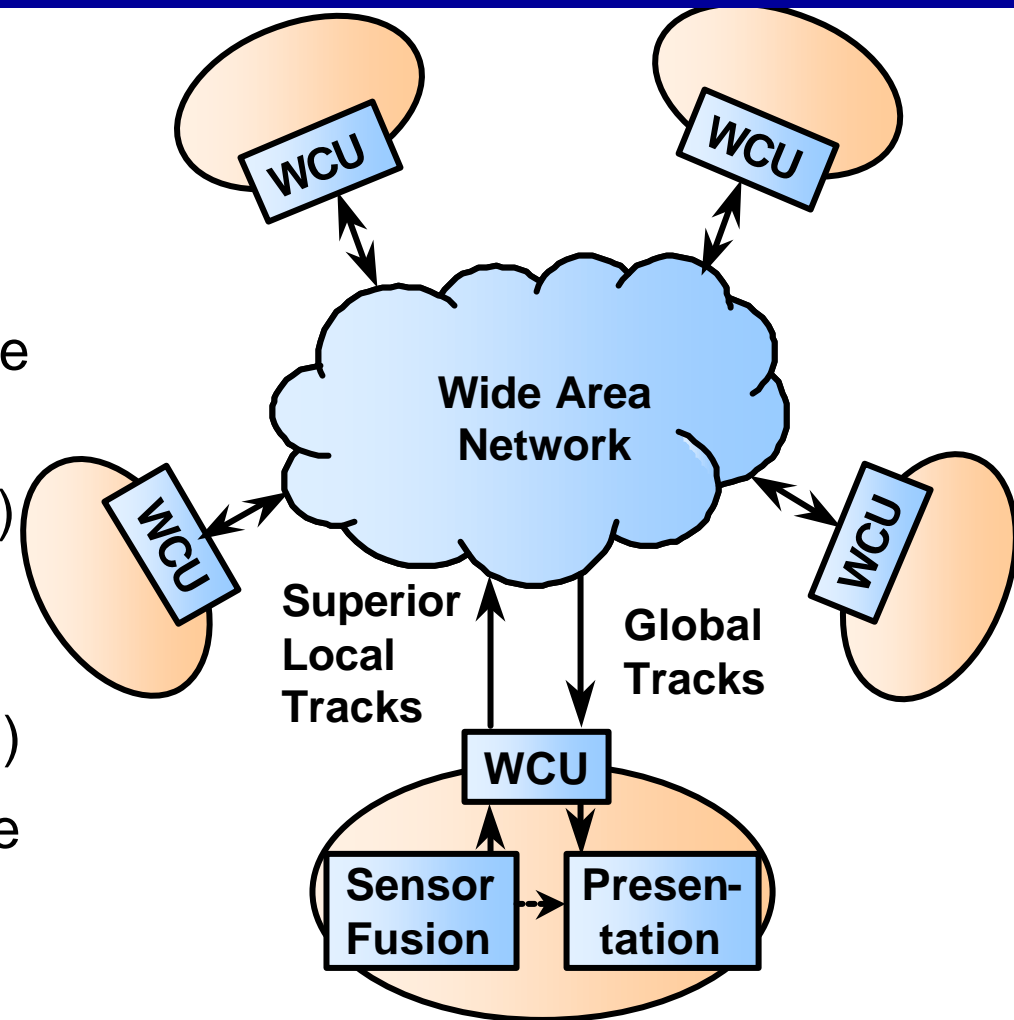 WCU
WCU
e
Wide Area
Network
)
WCU
WCU
Superior
Local
Tracks
Global
Tracks
)
WCU
e
Sensor
Fusion
Presen-
tation